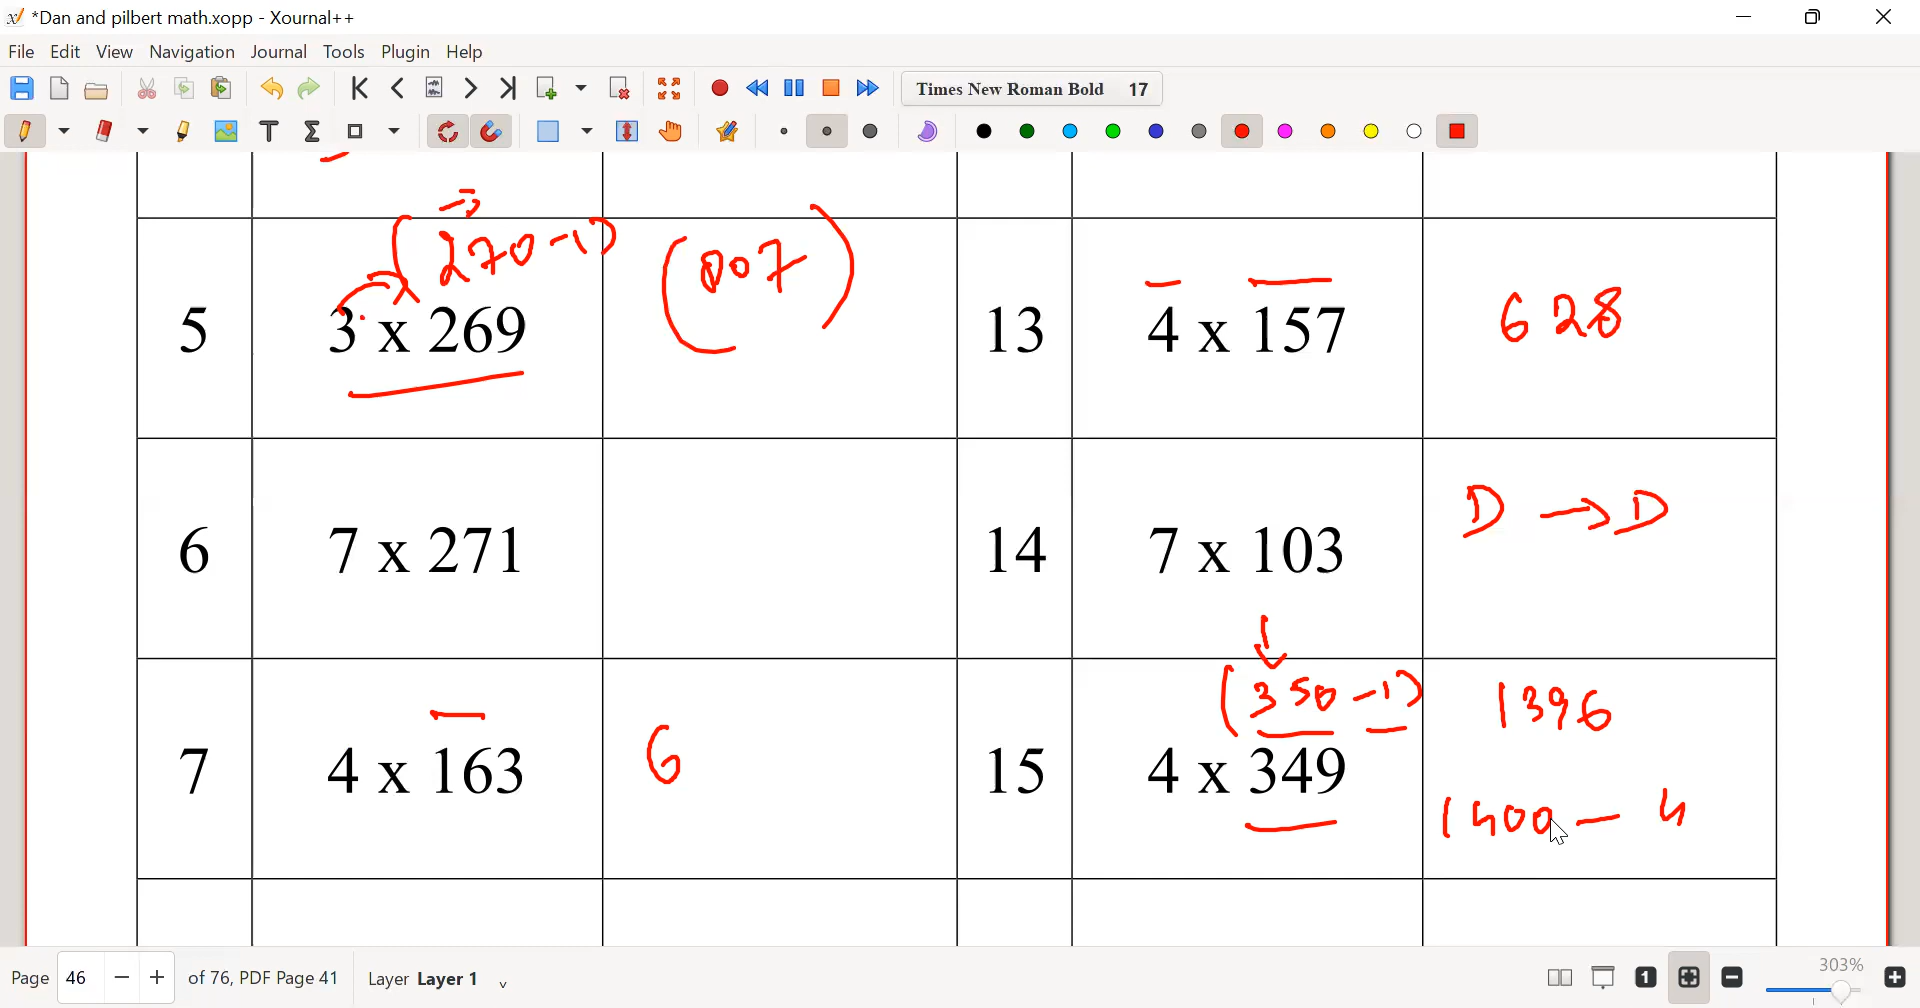 *Dan and pilbert math.xopp - Xournal++
File Edit View Navigation Journal Tools Plugin Help
Times New Roman Bold 17
(270-1)
5 3 x 269 (007) 13 4 x 157 628
D → D
6 7 x 271 14 7 x 103
(350-1) 1396
7 4 x 163 6 15 4 x 349
1400 - 4
Page 46 of 76, PDF Page 41 Layer Layer 1 1 303%